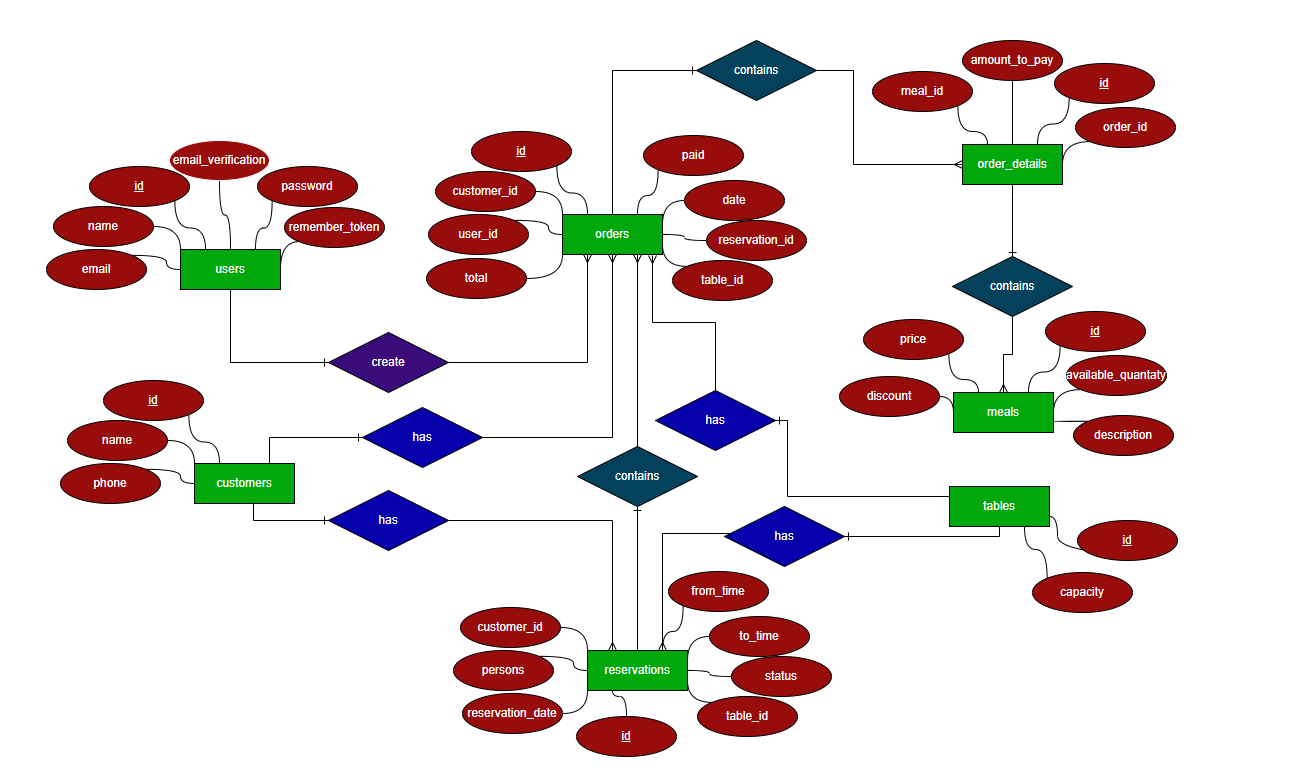 contains
amount_to_pay
meal_id
id
order_id
order_details
id
paid
customer_id
date
user_id
orders
reservation_id
total
table_id
email_verification
id
password
name
remember_token
email
users
create
contains
price
id
available_quantaty
discount
meals
description
id
name
phone
customers
has
has
has
contains
tables
id
capacity
has
from_time
customer_id
to_time
persons
reservations
status
reservation_date
table_id
id